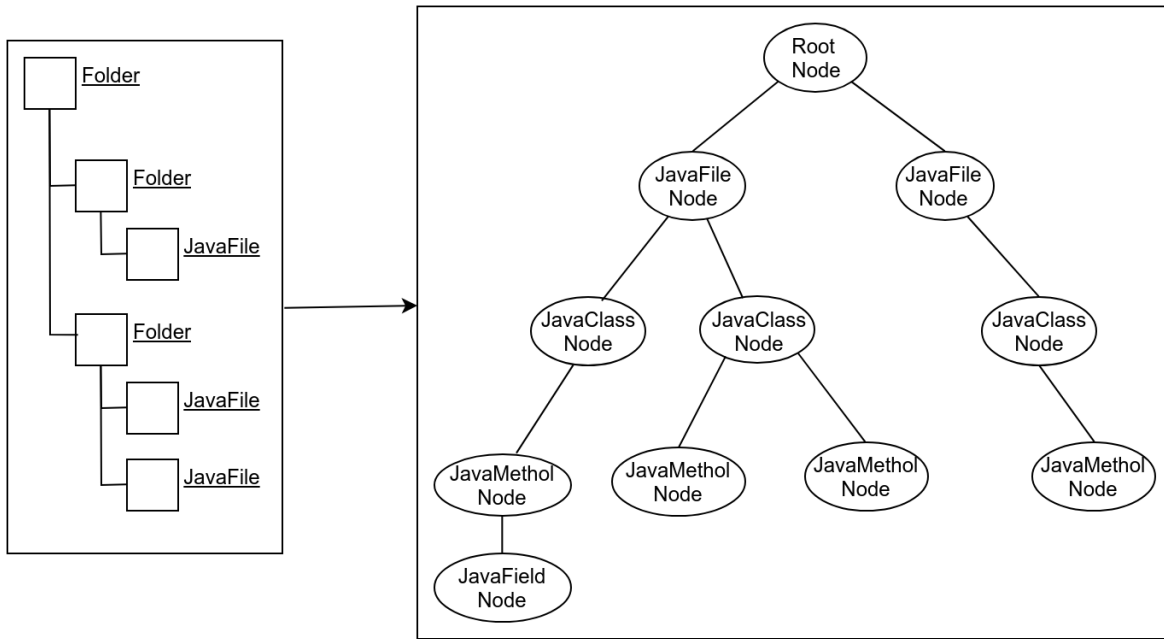 Folder
Folder
JavaFile
Folder
JavaFile
JavaFile
Root
Node
JavaFile
Node
JavaFile
Node
JavaClass
Node
JavaClass
Node
JavaClass
Node
JavaMethol
Node
JavaMethol
Node
JavaMethol
Node
JavaMethol
Node
JavaField
Node